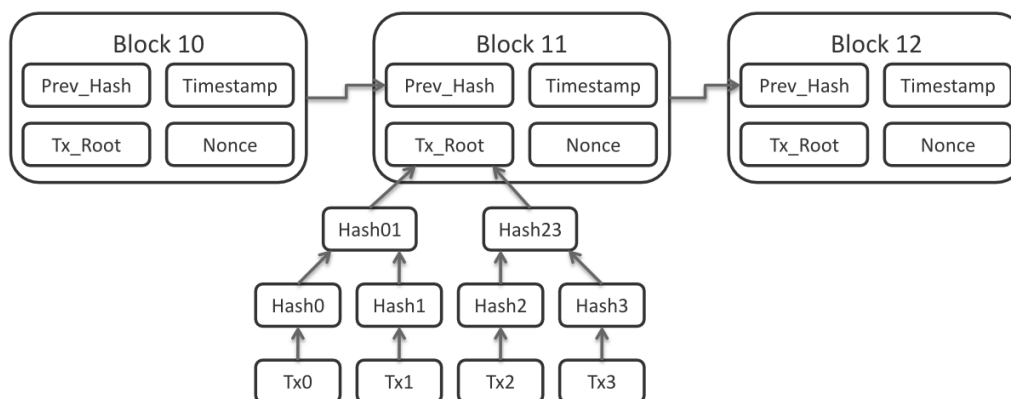 Block 10
Block 11
Block 12
Prev_Hash Timestamp
Prev_Hash Timestamp
Prev_Hash Timestamp
Tx_Root Nonce
Tx_Root Nonce
Tx_Root Nonce
Hash01 Hash23
Hash0 Hash1 Hash2 Hash3
Tx0 Tx1 Tx2 Tx3